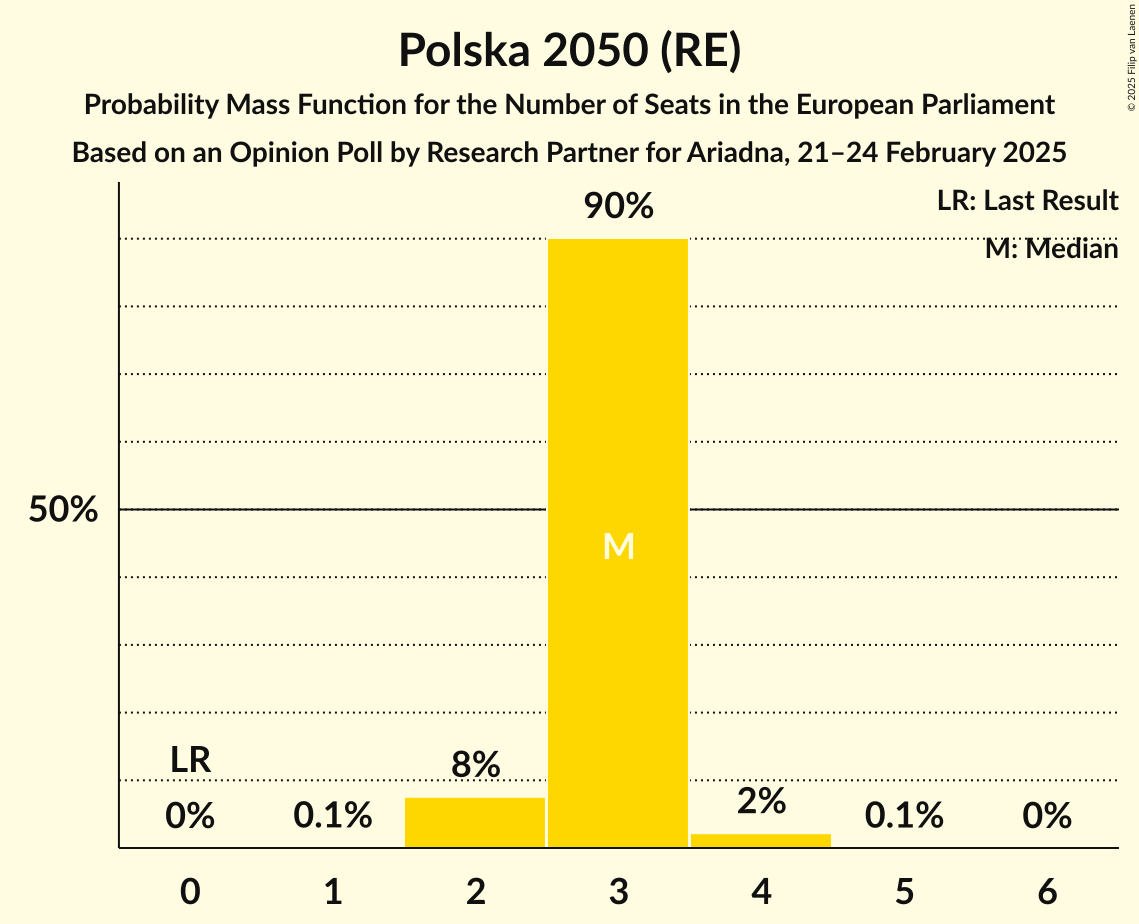 Polska 2050 (RE)
Probability Mass Function for the Number of Seats in the European Parliament
Based on an Opinion Poll by Research Partner for Ariadna, 21–24 February 2025
© 2025 Filip van Laenen
LR: Last Result
M: Median
90%
50%
M
LR
0%
0.1%
8%
2%
0.1%
0%
0
1
2
3
4
5
6